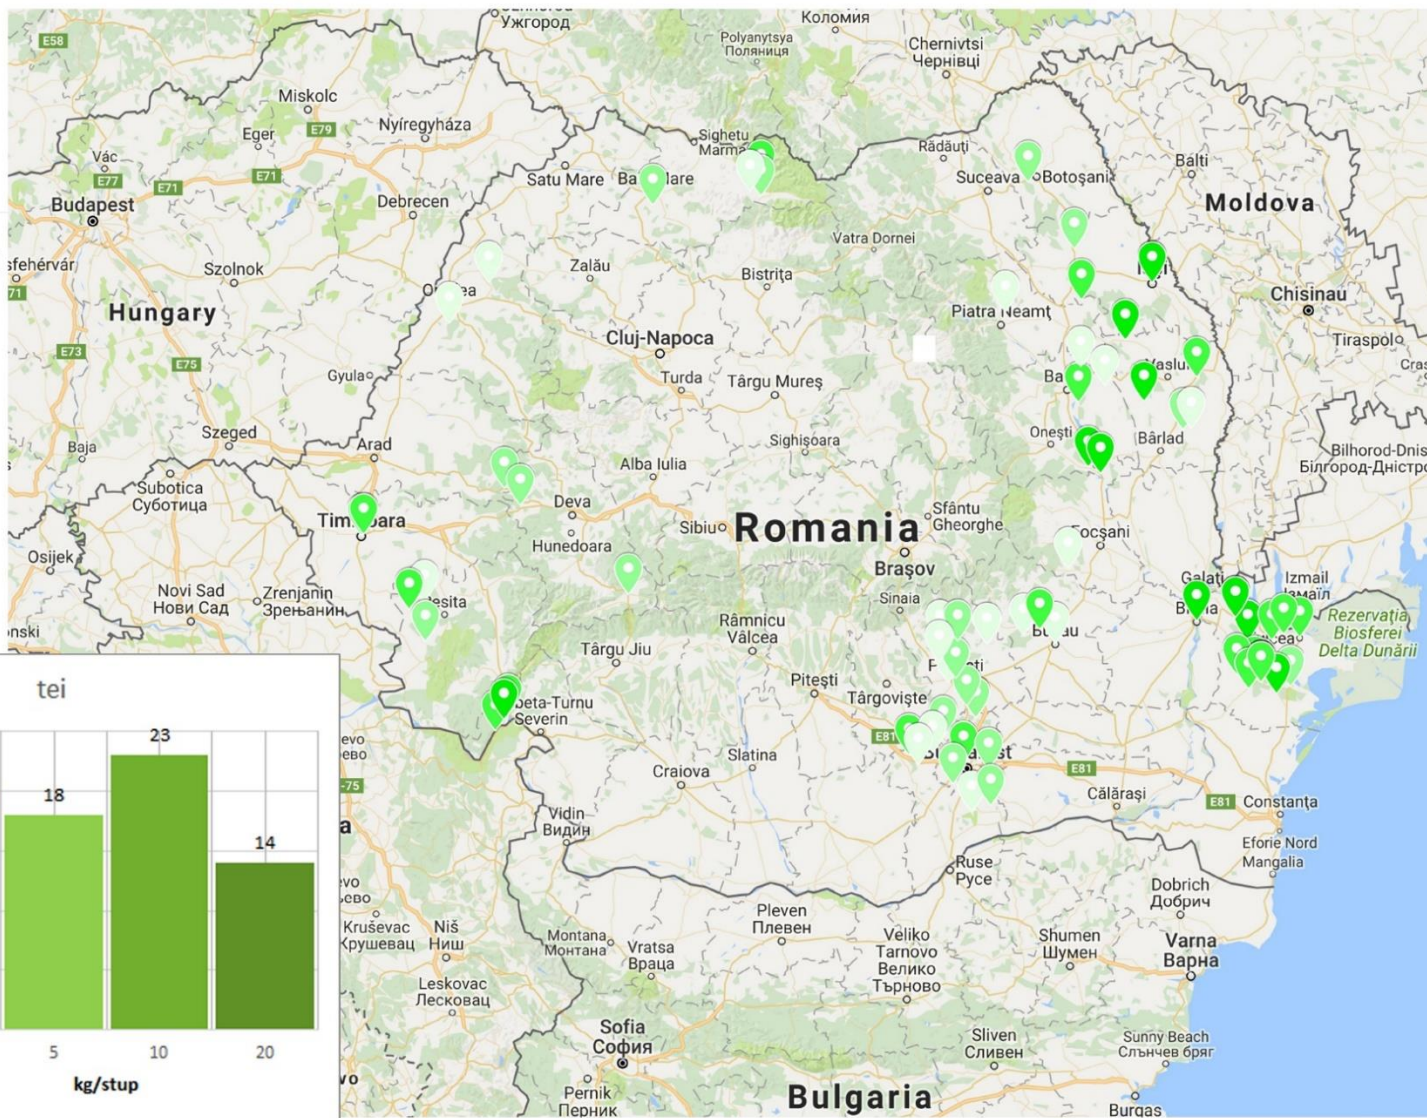 Ужгород
Коломия
Polyanytsya
Поляниця
Chernivtsi
Чернівці
E58
Miskolc
E79
Nyíregyháza
Eger
Vác
E77
E71
E71
Budapest
Debrecen
Satu Mare
Sighetu
Rădăuți
Suceava
Botoșani
Balti
Moldova
Vatra Dornei
sfehérvár
71
Szolnok
Zalău
Bistrița
Chisinau
Hungary
Piatra Neamț
Tiraspol
E73
Cluj-Napoca
E75
Gyula
Turda
Târgu Mureș
Szeged
Arad
Baja
Sighișoara
Onești
Bârlad
Alba Iulia
Bilhorod-Dnis
Білгород-Дністро
Subotica
Суботица
Deva
Sibiu
Romania
Sfântu
Gheorghe
Focșani
Osijek
Hunedoara
Brașov
Novi Sad
Нови Сад
Zrenjanin
Зрењанин
Galați
Izmail
Sinaia
Rezervația
Biosferei
Delta Dunării
Râmnicu
Vâlcea
Târgu Jiu
Pitești
Târgoviște
Severin
E81
Slatina
Craiova
E81
Călărași
E81
Constanța
Eforie Nord
Mangalia
Vidin
Видин
Ruse
Русе
Dobrich
Добрич
Pleven
Плевен
Kruševac
Крушевац
Niš
Ниш
Montana
Монтана
Vratsa
Враца
Veliko
Tarnovo
Велико
Търново
Shumen
Шумен
Varna
Варна
Leskovac
Лесковац
Sofia
София
Sliven
Сливен
Sunny Beach
Слънчев бряг
Pernik
Перник
Bulgaria
Burgas
tei
18
23
14
5
10
20
kg/stup